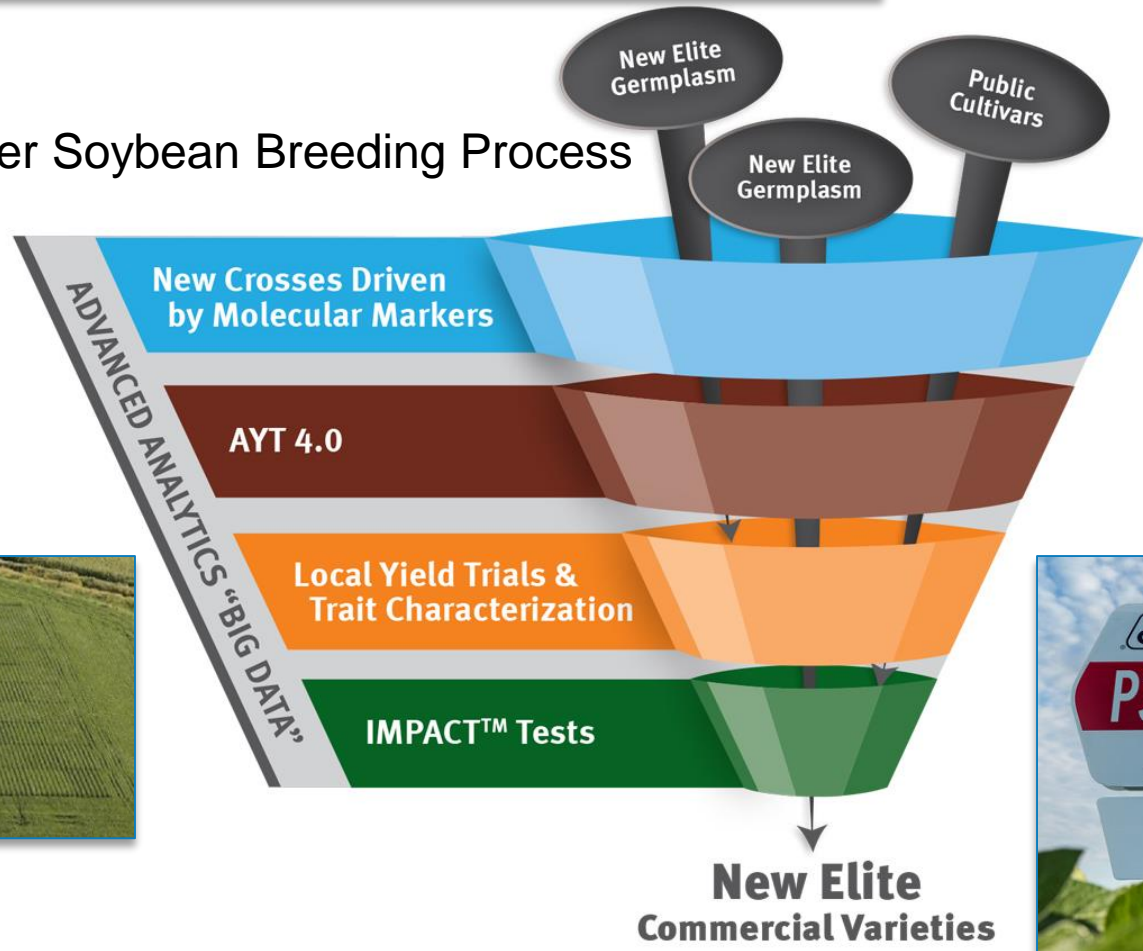 New Elite
Germplasm
Public
Cultivars
Soybean Breeding Process
New Elite
Germplasm
New Crosses Driven
by Molecular Markers
AYT 4.0
Local Yield Trials &
Trait Characterization
IMPACT™ Tests
ADVANCED ANALYTICS “BIG DATA”
New Elite
Commercial Varieties